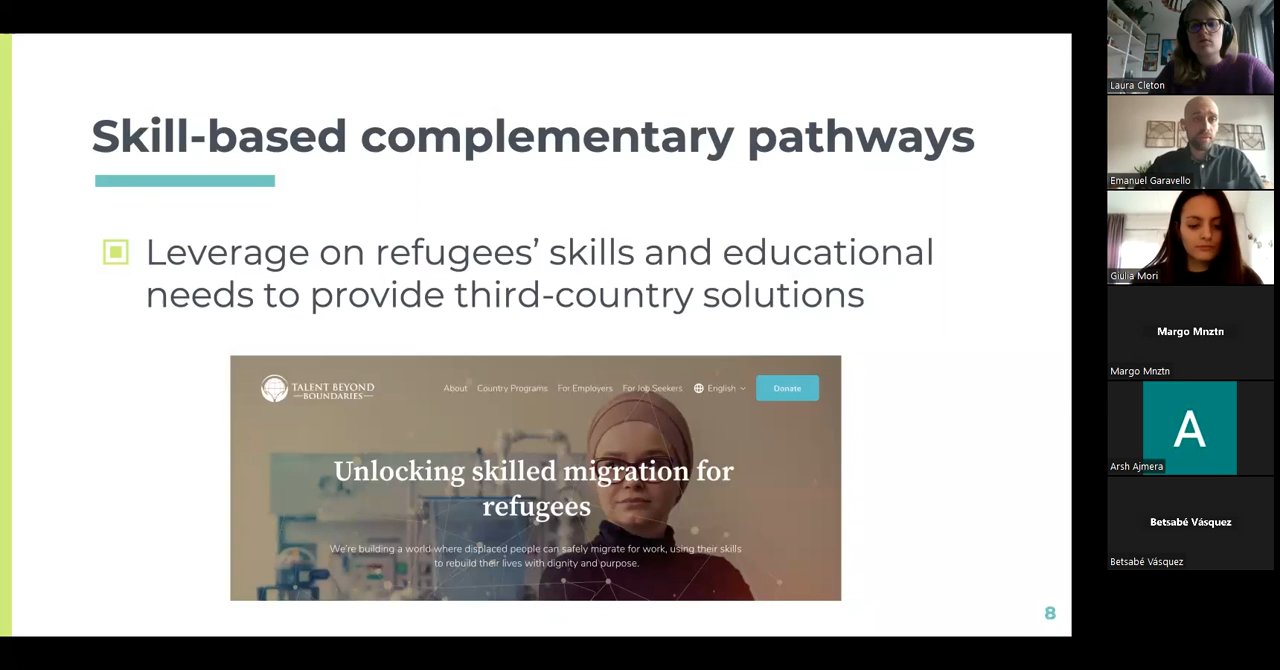 Skill-based complementary pathways
Leverage on refugees’ skills and educational
needs to provide third-country solutions
TALENT BEYOND
BOUNDARIES
About Country Programs For Employers For Job Seekers English Donate
Unlocking skilled migration for
refugees
We're building a world where displaced people can safely migrate for work, using their skills
to rebuild their lives with dignity and purpose.
8
Laura Cleton
Emanuel Garavello
Giulia Mori
Margo Mnztn
Margo Mnztn
A
Arsh Ajmera
Betsabé Vásquez
Betsabé Vásquez